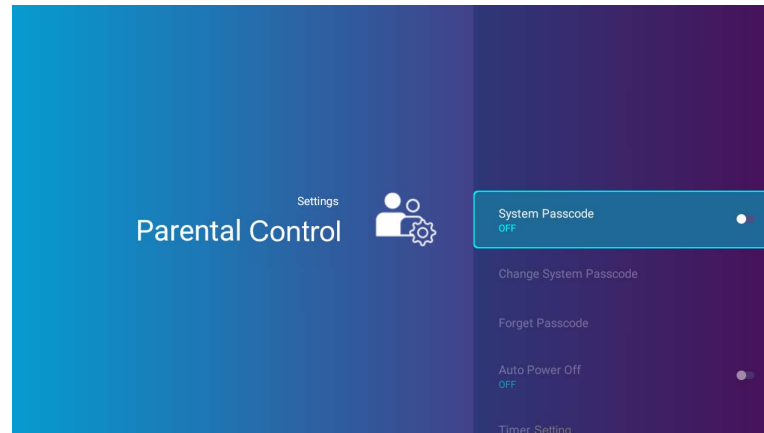 Settings
Parental Control
System Passcode
OFF
Change System Passcode
Forget Passcode
Auto Power Off
OFF
Timer Setting